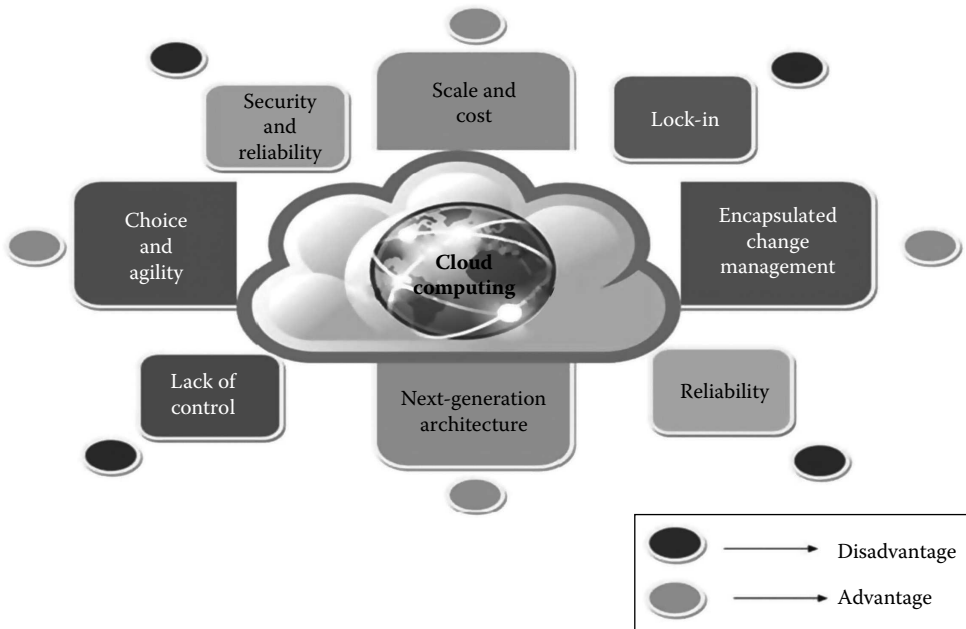 Scale and
cost
Security
and
reliability
Lock-in
Choice
and
agility
Encapsulated
change
management
Cloud
computing
Lack of
control
Next-generation
architecture
Reliability
Disadvantage
Advantage